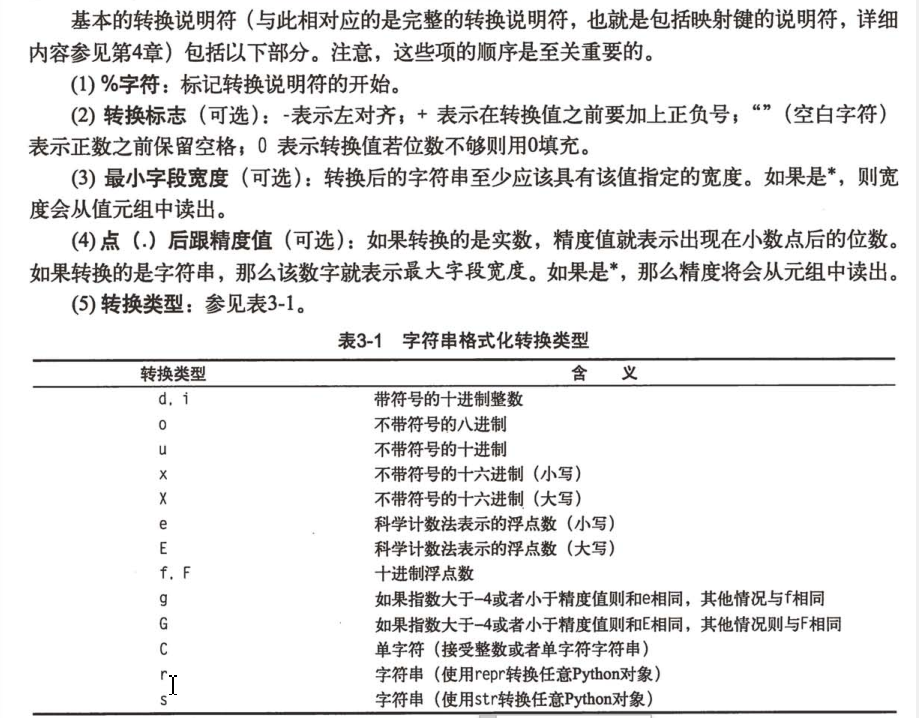 基本的转换说明符（与此相对应的是完整的转换说明符，也就是包括映射键的说明符，详细
内容参见第4章）包括以下部分。注意，这些项的顺序是至关重要的。
(1) %字符：标记转换说明符的开始。
(2) 转换标志（可选）：-表示左对齐；+ 表示在转换值之前要加上正负号；“”（空白字符）
表示正数之前保留空格；0 表示转换值若位数不够则用0填充。
(3) 最小字段宽度（可选）：转换后的字符串至少应该具有该值指定的宽度。如果是*，则宽
度会从值元组中读出。
(4) 点（.）后跟精度值（可选）：如果转换的是实数，精度值就表示出现在小数点后的位数。
如果转换的是字符串，那么该数字就表示最大字段宽度。如果是*，那么精度将会从元组中读出。
(5) 转换类型：参见表3-1。
表3-1 字符串格式化转换类型
转换类型 含 义
d, i 带符号的十进制整数
o 不带符号的八进制
u 不带符号的十进制
x 不带符号的十六进制（小写）
X 不带符号的十六进制（大写）
e 科学计数法表示的浮点数（小写）
E 科学计数法表示的浮点数（大写）
f, F 十进制浮点数
g 如果指数大于-4或者小于精度值则和e相同，其他情况与f相同
G 如果指数大于-4或者小于精度值则和E相同，其他情况则与F相同
C 单字符（接受整数或者单字符字符串）
r 字符串（使用repr转换任意Python对象）
s 字符串（使用str转换任意Python对象）